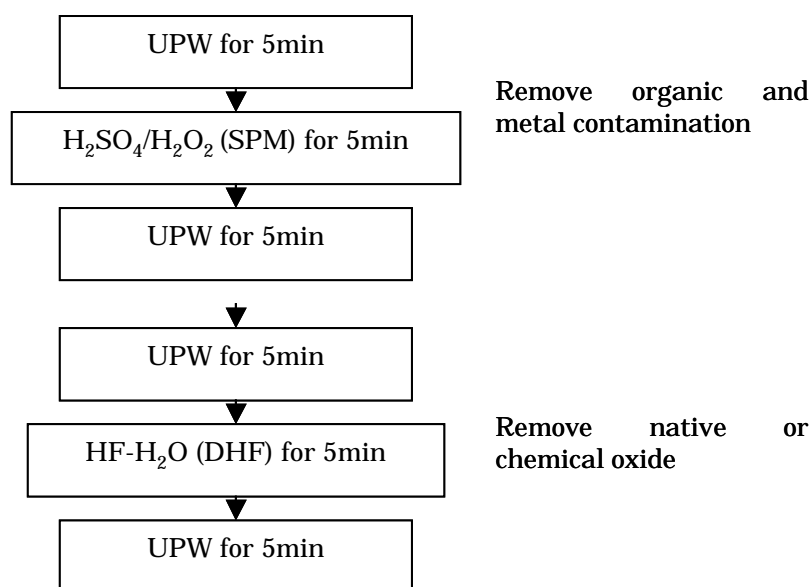 UPW for 5min
Remove organic and
metal contamination
H₂SO₄/H₂O₂ (SPM) for 5min
UPW for 5min
UPW for 5min
HF-H₂O (DHF) for 5min
Remove native or
chemical oxide
UPW for 5min